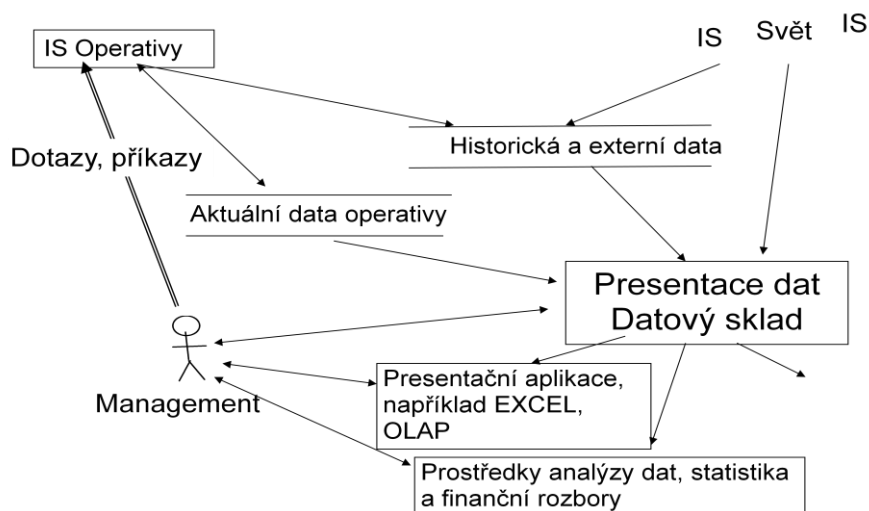 IS Operativy
IS Svět IS
Dotazy, příkazy
Historická a externí data
Aktuální data operativy
Presentace dat
Datový sklad
Management
Presentační aplikace,
například EXCEL,
OLAP
Prostředky analýzy dat, statistika
a finanční rozbory